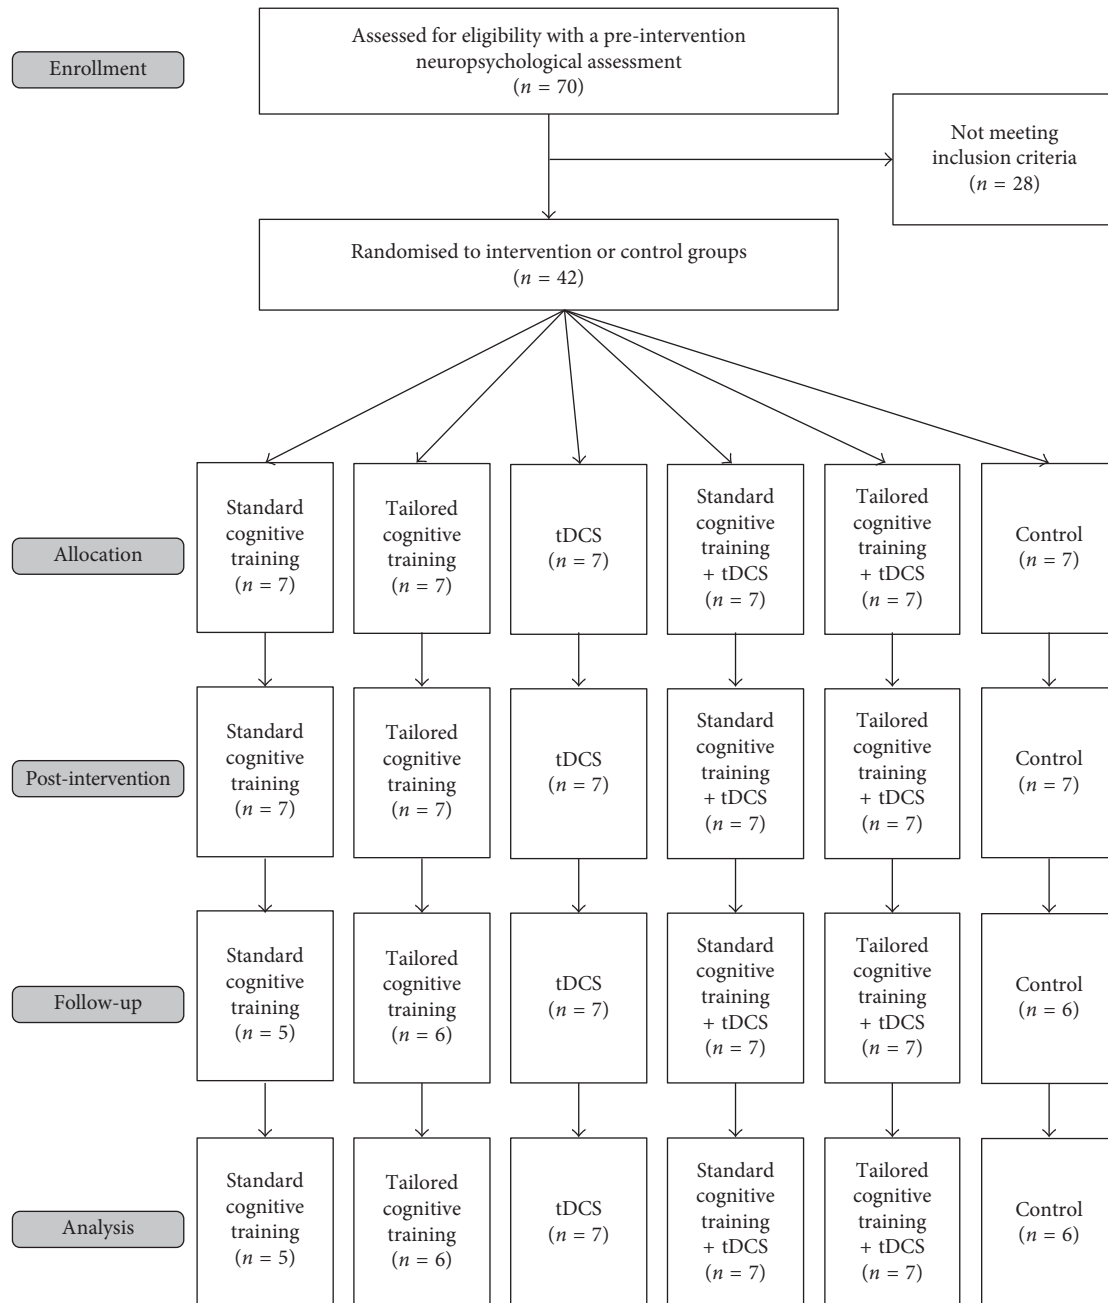 Enrollment
Assessed for eligibility with a pre-intervention
neuropsychological assessment
(n = 70)
Not meeting
inclusion criteria
(n = 28)
Randomised to intervention or control groups
(n = 42)
Allocation
Standard
cognitive
training
(n = 7)
Tailored
cognitive
training
(n = 7)
tDCS
(n = 7)
Standard
cognitive
training
+ tDCS
(n = 7)
Tailored
cognitive
training
+ tDCS
(n = 7)
Control
(n = 7)
Post-intervention
Standard
cognitive
training
(n = 7)
Tailored
cognitive
training
(n = 7)
tDCS
(n = 7)
Standard
cognitive
training
+ tDCS
(n = 7)
Tailored
cognitive
training
+ tDCS
(n = 7)
Control
(n = 7)
Follow-up
Standard
cognitive
training
(n = 5)
Tailored
cognitive
training
(n = 6)
tDCS
(n = 7)
Standard
cognitive
training
+ tDCS
(n = 7)
Tailored
cognitive
training
+ tDCS
(n = 7)
Control
(n = 6)
Analysis
Standard
cognitive
training
(n = 5)
Tailored
cognitive
training
(n = 6)
tDCS
(n = 7)
Standard
cognitive
training
+ tDCS
(n = 7)
Tailored
cognitive
training
+ tDCS
(n = 7)
Control
(n = 6)